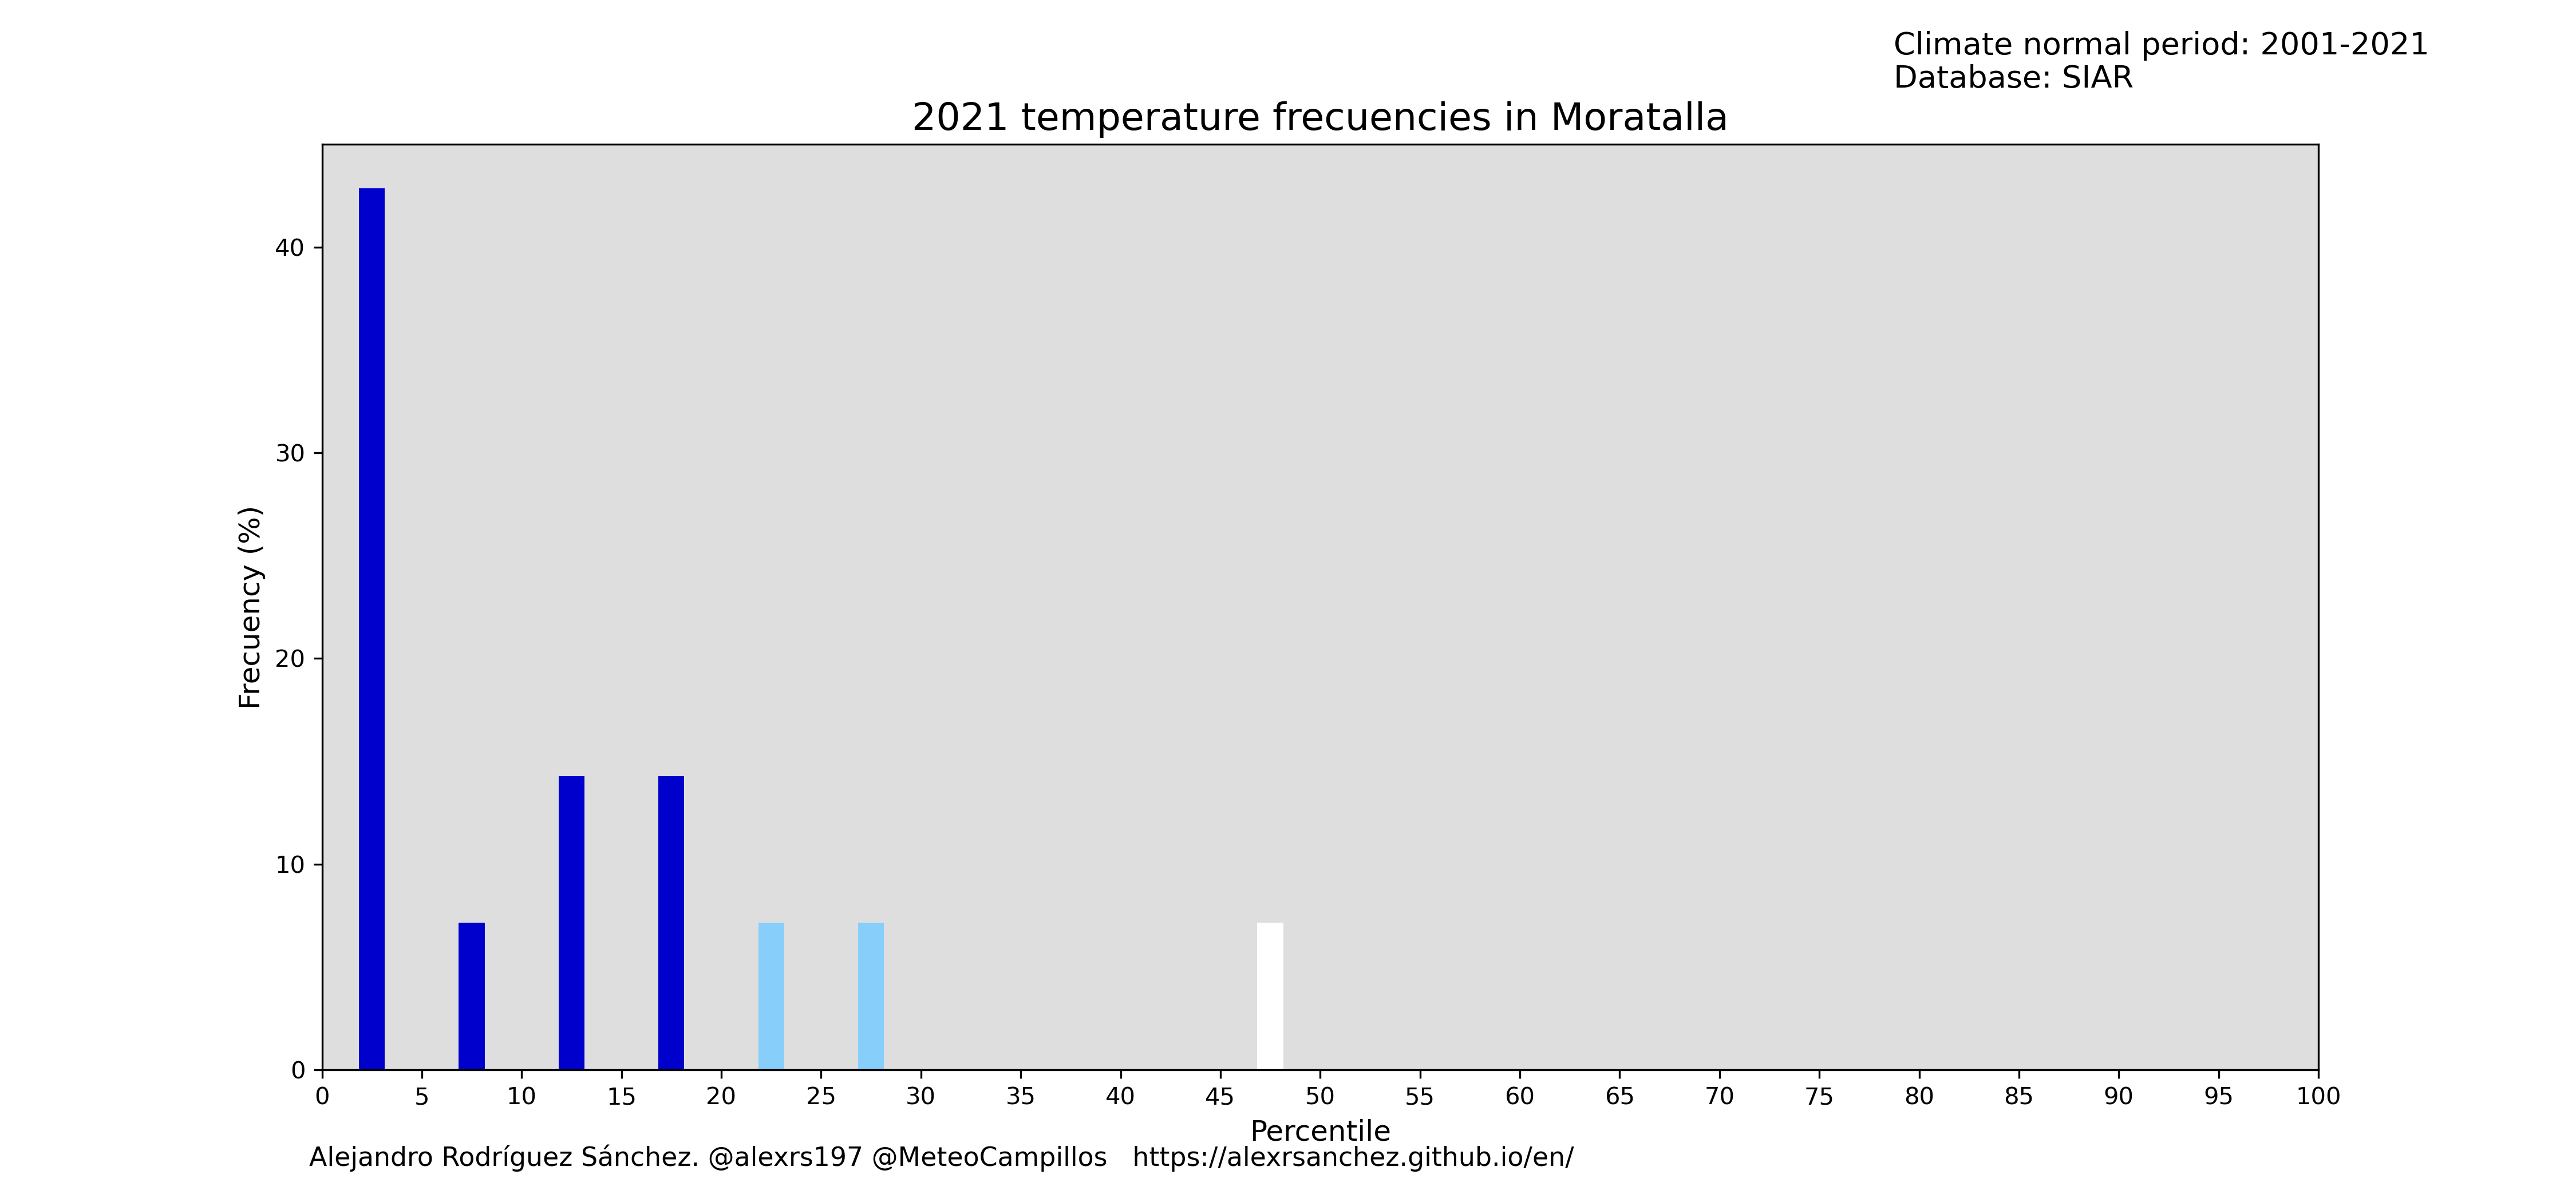 Climate normal period: 2001-2021
Database: SIAR
2021 temperature frecuencies in Moratalla
Frecuency (%)
40
30
20
10
0
0 5 10 15 20 25 30 35 40 45 50 55 60 65 70 75 80 85 90 95 100
Percentile
Alejandro Rodríguez Sánchez. @alexrs197 @MeteoCampillos https://alexrsanchez.github.io/en/